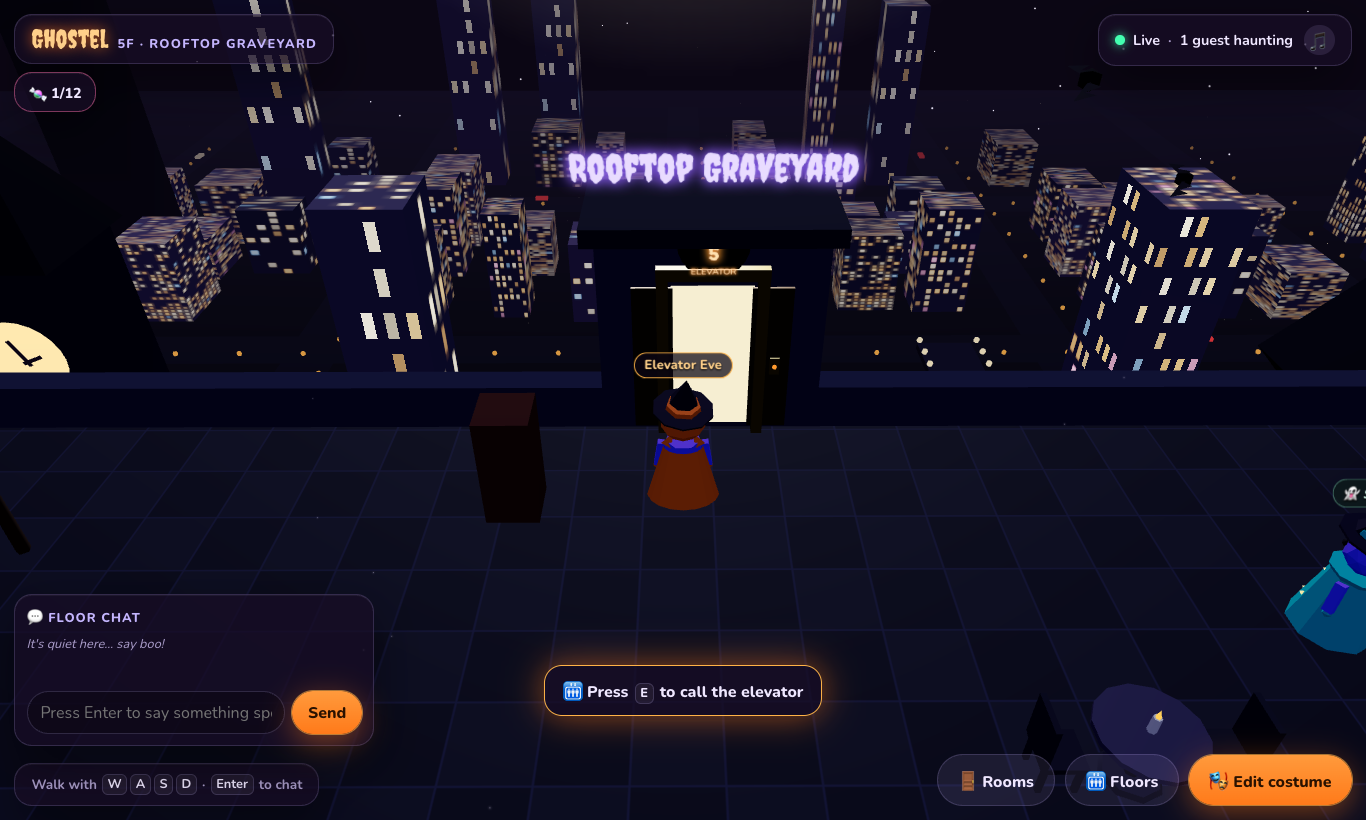 GHOSTEL 5F · ROOFTOP GRAVEYARD
Live · 1 guest haunting
1/12
ROOFTOP GRAVEYARD
5
ELEVATOR
Elevator Eve
FLOOR CHAT
It's quiet here... say boo!
Press Enter to say something sp
Send
Press E to call the elevator
Walk with W A S D · Enter to chat
Rooms
Floors
Edit costume